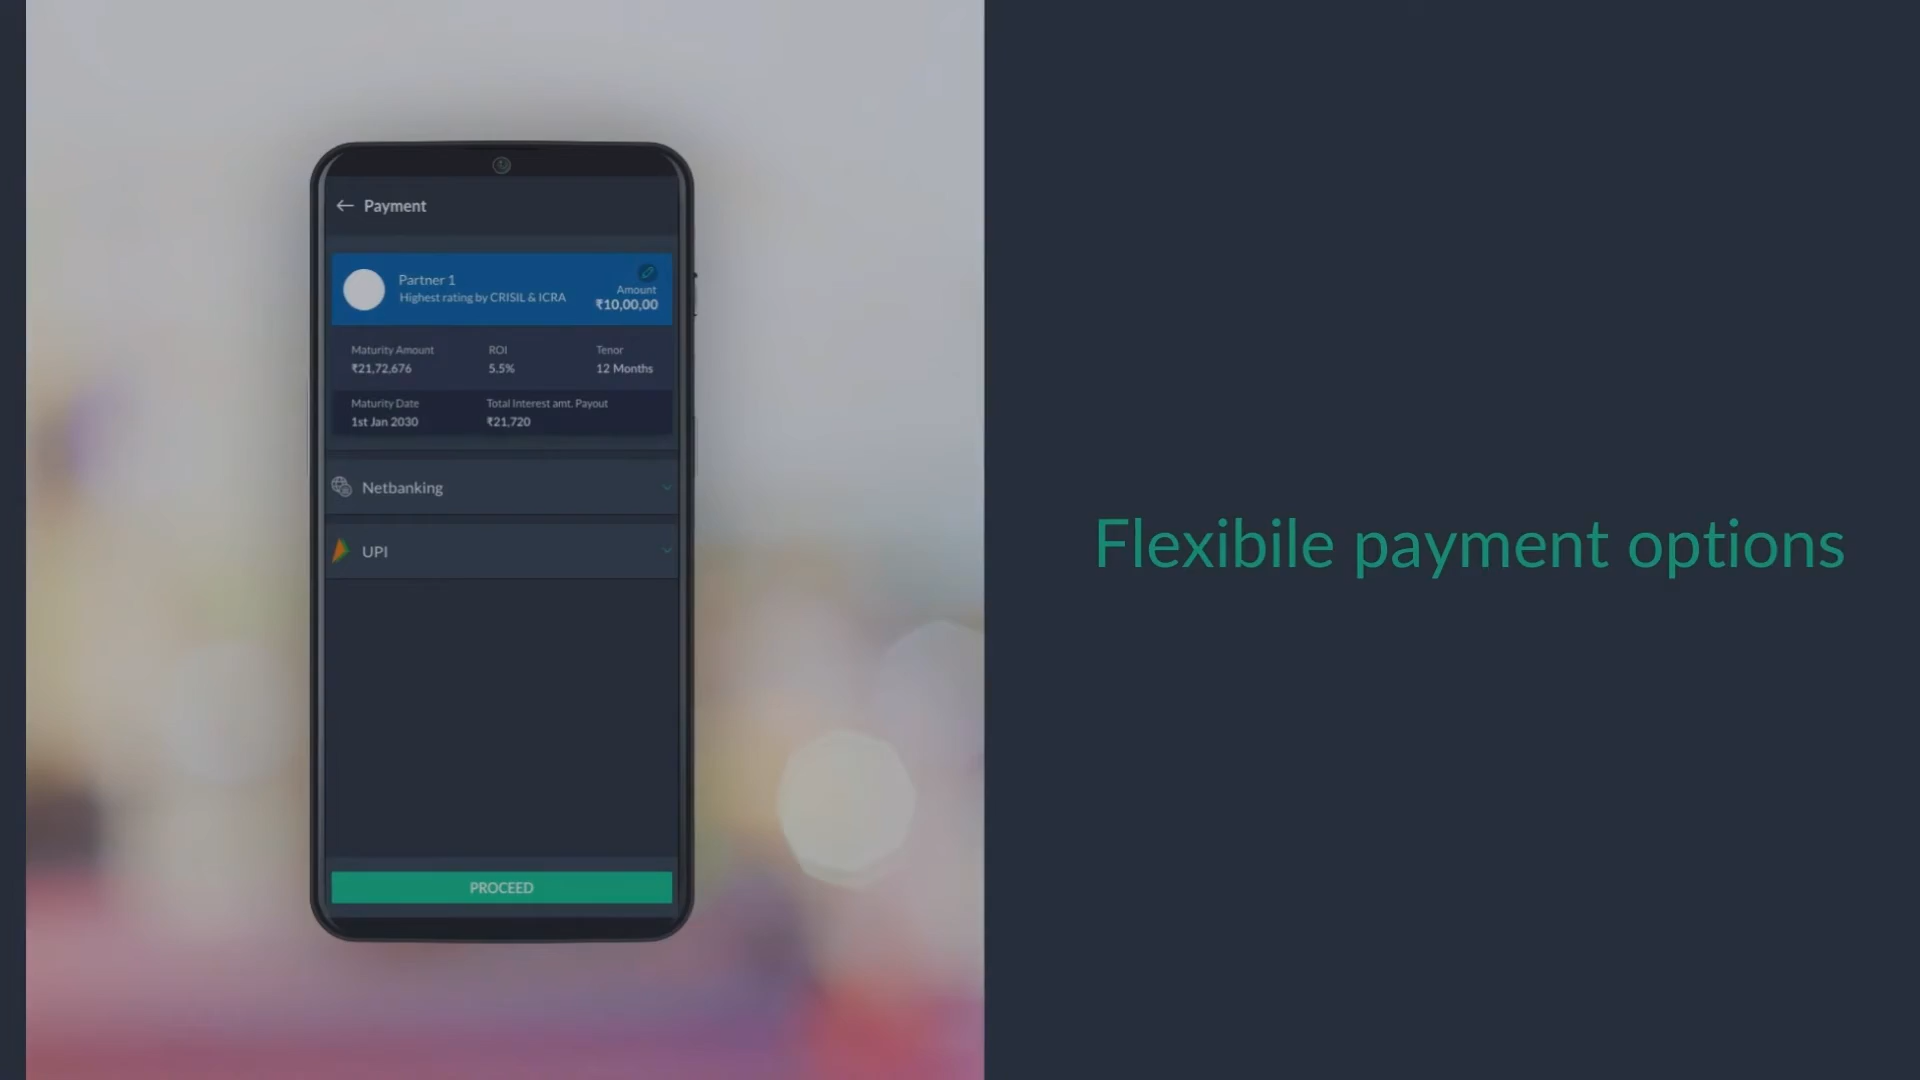 Payment
Partner 1
Highest rating by CRISIL & ICRA
Amount
₹10,00,00
Maturity Amount
₹21,72,676
ROI
5.5%
Tenor
12 Months
Maturity Date
1st Jan 2030
Total Interest amt. Payout
₹21,720
Netbanking
UPI
PROCEED
Flexibile payment options